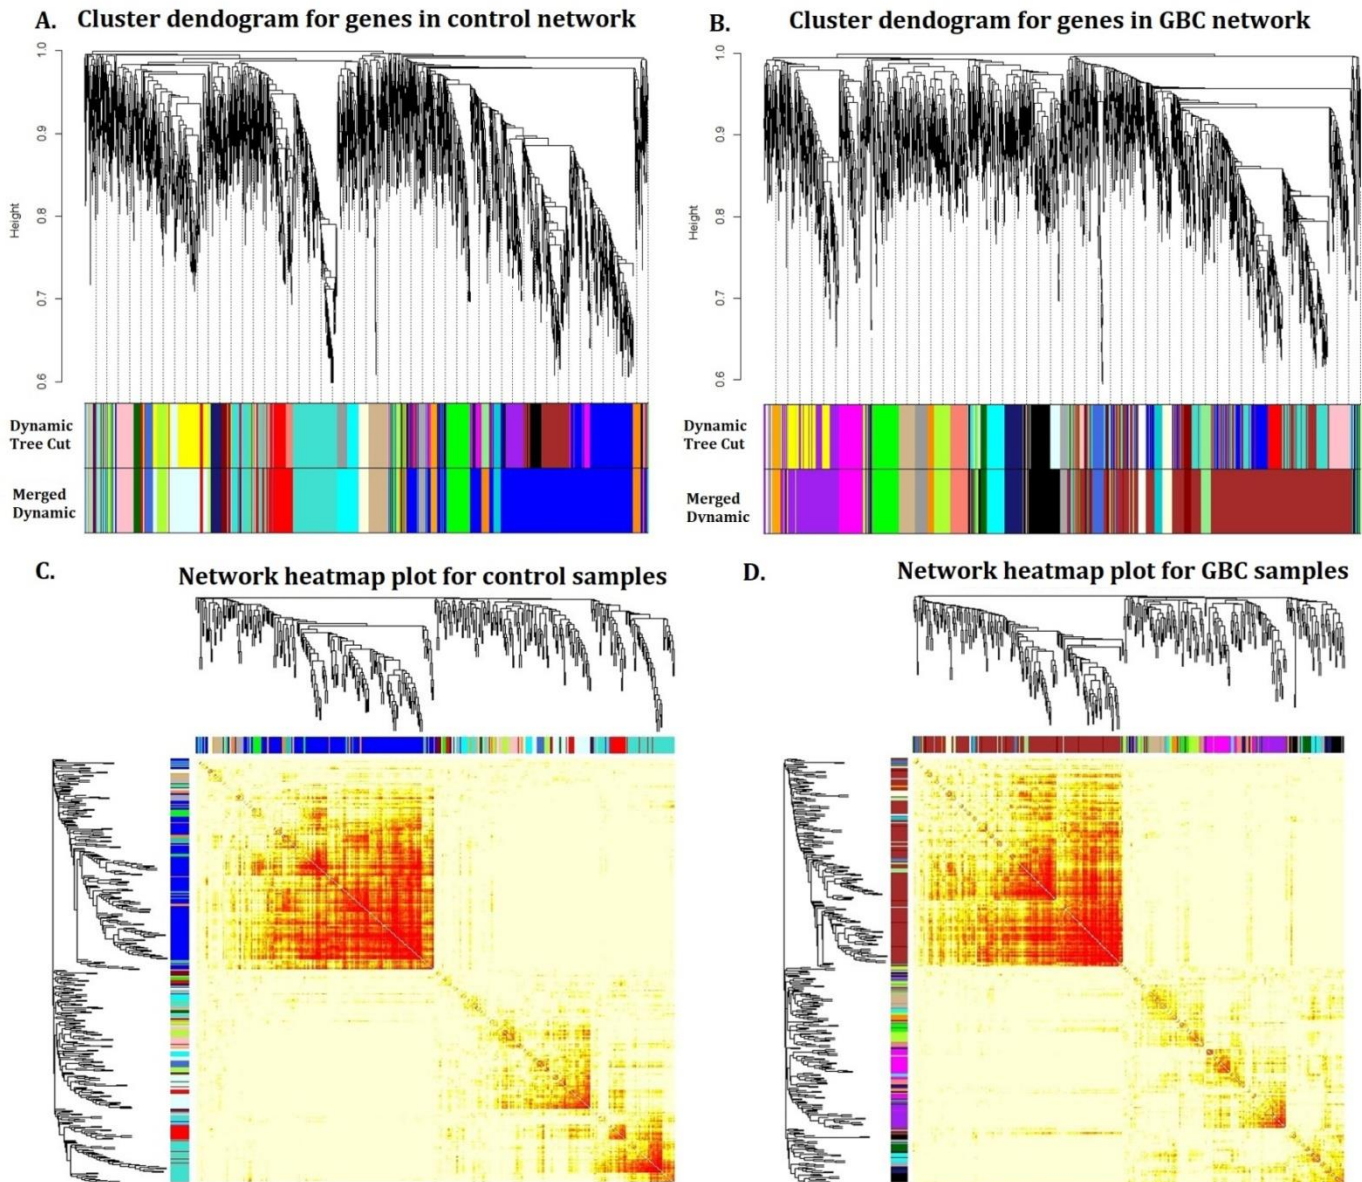 A. Cluster dendogram for genes in control network
B. Cluster dendogram for genes in GBC network
Height
1.0
0.9
0.8
0.7
0.6
Dynamic
Tree Cut
Merged
Dynamic
Height
1.0
0.9
0.8
0.7
0.6
Dynamic
Tree Cut
Merged
Dynamic
C. Network heatmap plot for control samples
D. Network heatmap plot for GBC samples